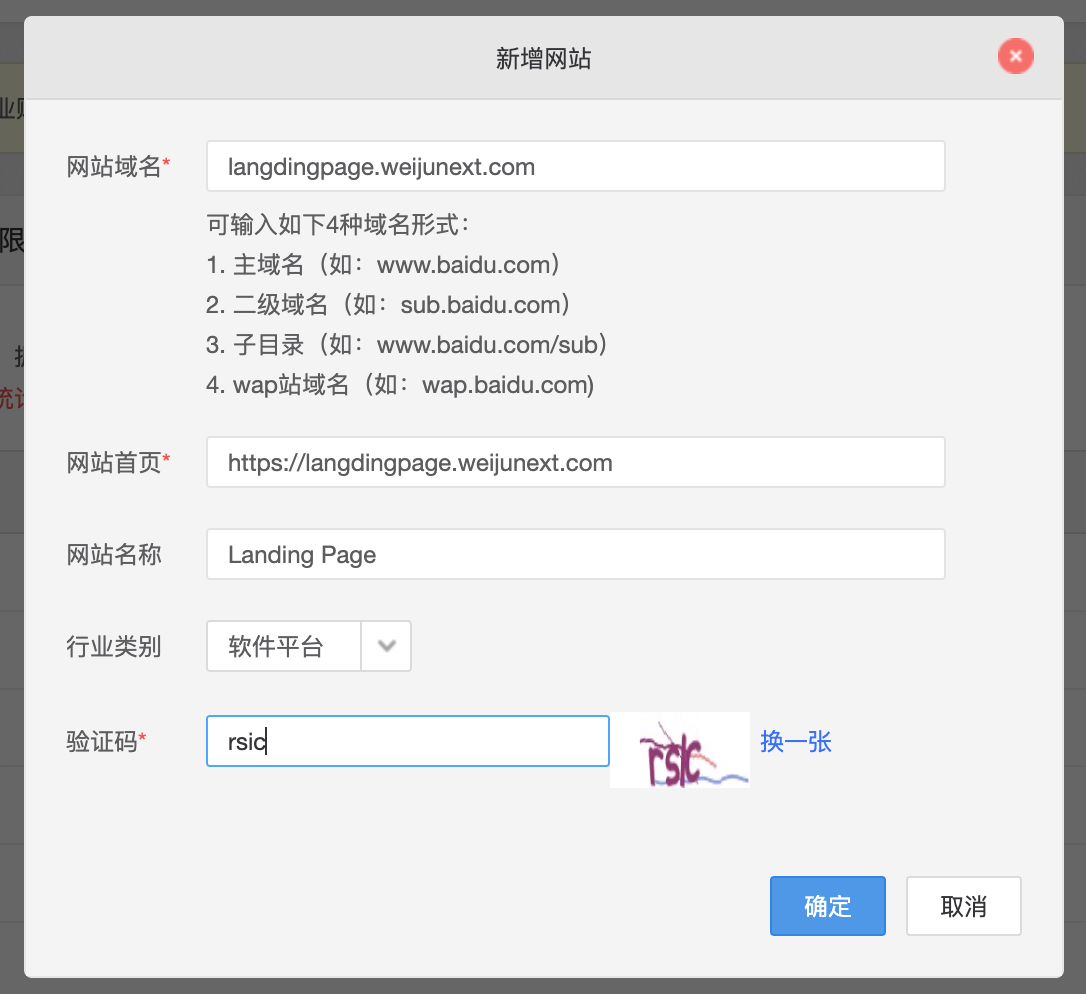 新增网站
网站域名*
langdingpage.weijunext.com
可输入如下4种域名形式：
1. 主域名（如：www.baidu.com）
2. 二级域名（如：sub.baidu.com）
3. 子目录（如：www.baidu.com/sub）
4. wap站域名（如：wap.baidu.com)
网站首页*
https://langdingpage.weijunext.com
网站名称
Landing Page
行业类别
软件平台
验证码*
rsic
rsic
换一张
确定
取消
业
限
统计